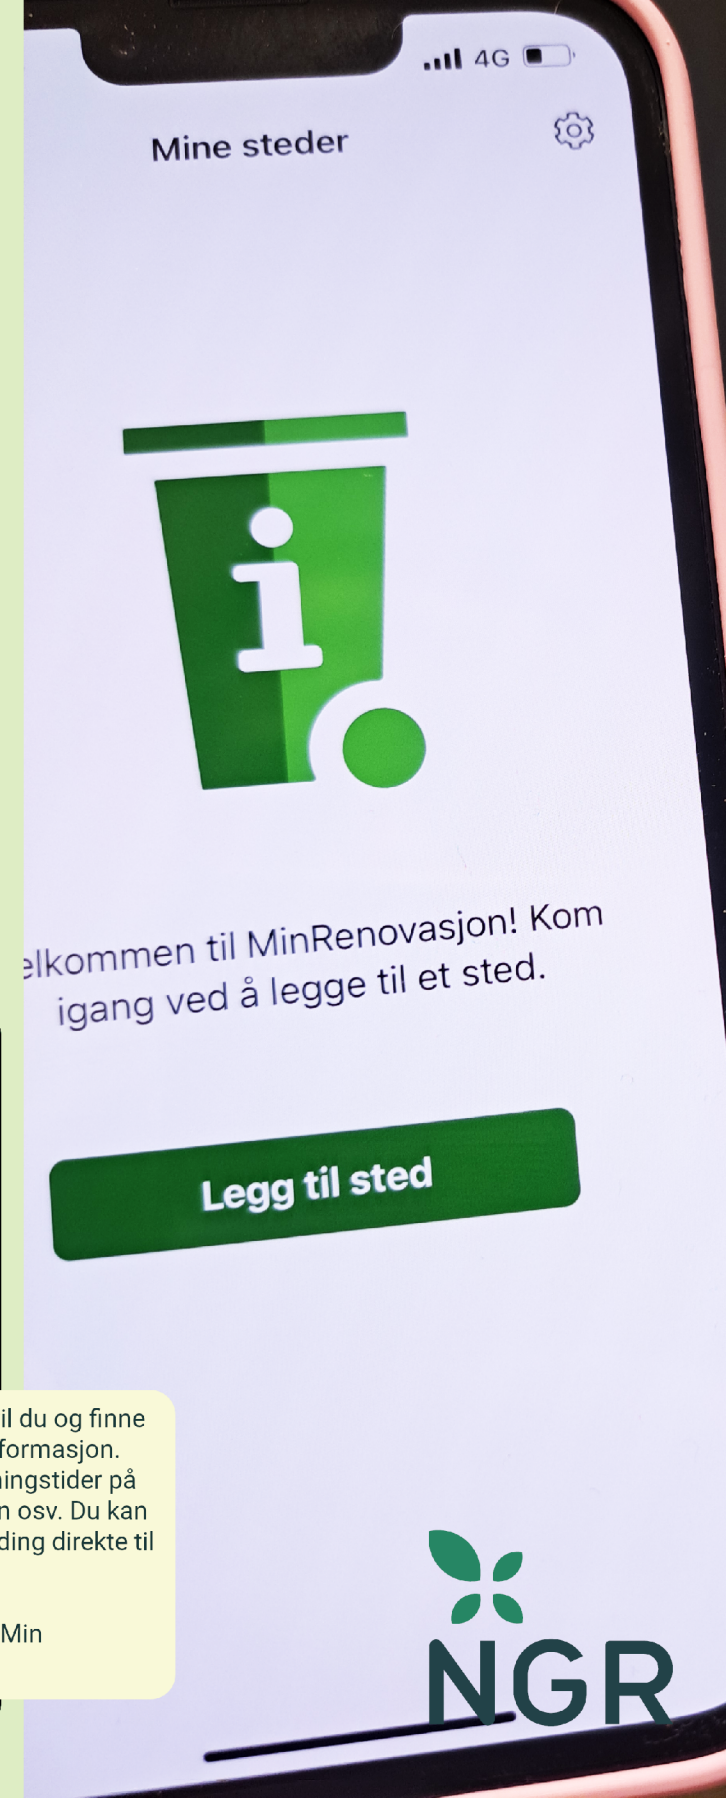 4G
Mine steder
i
elkommen til MinRenovasjon! Kom
igang ved å legge til et sted.
Legg til sted
il du og finne
formasjon.
ningstider på
n osv. Du kan
ding direkte til
Min
NGR